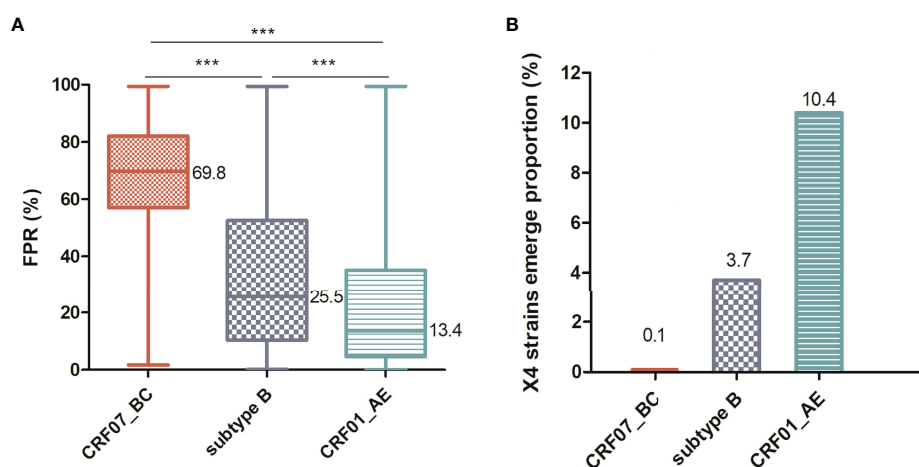 A
***
*** ***
FPR (%)
100
80
60
40
20
0
69.8
25.5
13.4
CRF07_BC
subtype B
CRF01_AE
B
X4 strains emerge proportion (%)
12
10
8
6
4
2
0
0.1
3.7
10.4
CRF07_BC
subtype B
CRF01_AE